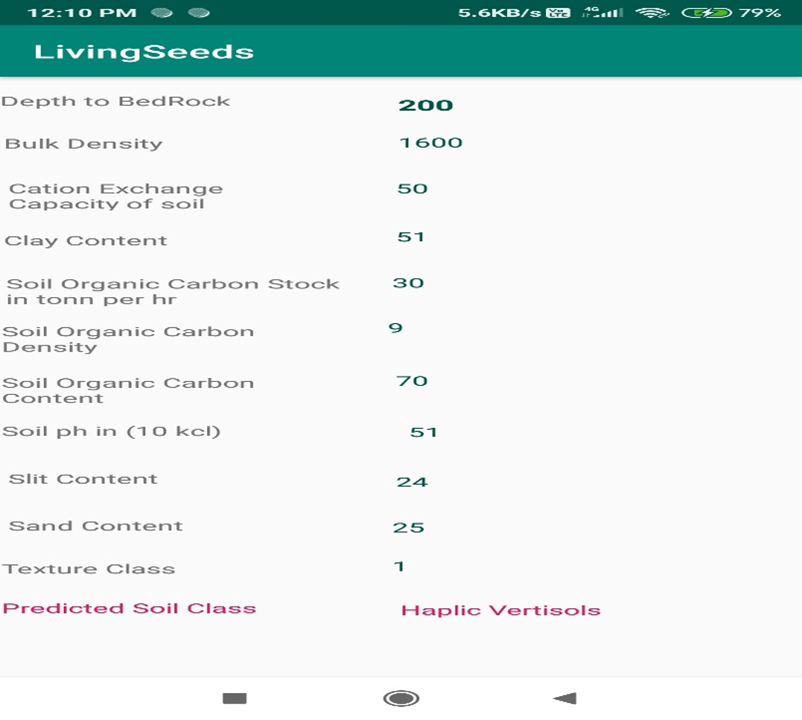 12:10 PM 5.6KB/s Vo LTE 4G 79%
LivingSeeds
Depth to BedRock 200
Bulk Density 1600
Cation Exchange
Capacity of soil 50
Clay Content 51
Soil Organic Carbon Stock
in tonn per hr 30
Soil Organic Carbon
Density 9
Soil Organic Carbon
Content 70
Soil ph in (10 kcl) 51
Slit Content 24
Sand Content 25
Texture Class 1
Predicted Soil Class Haplic Vertisols